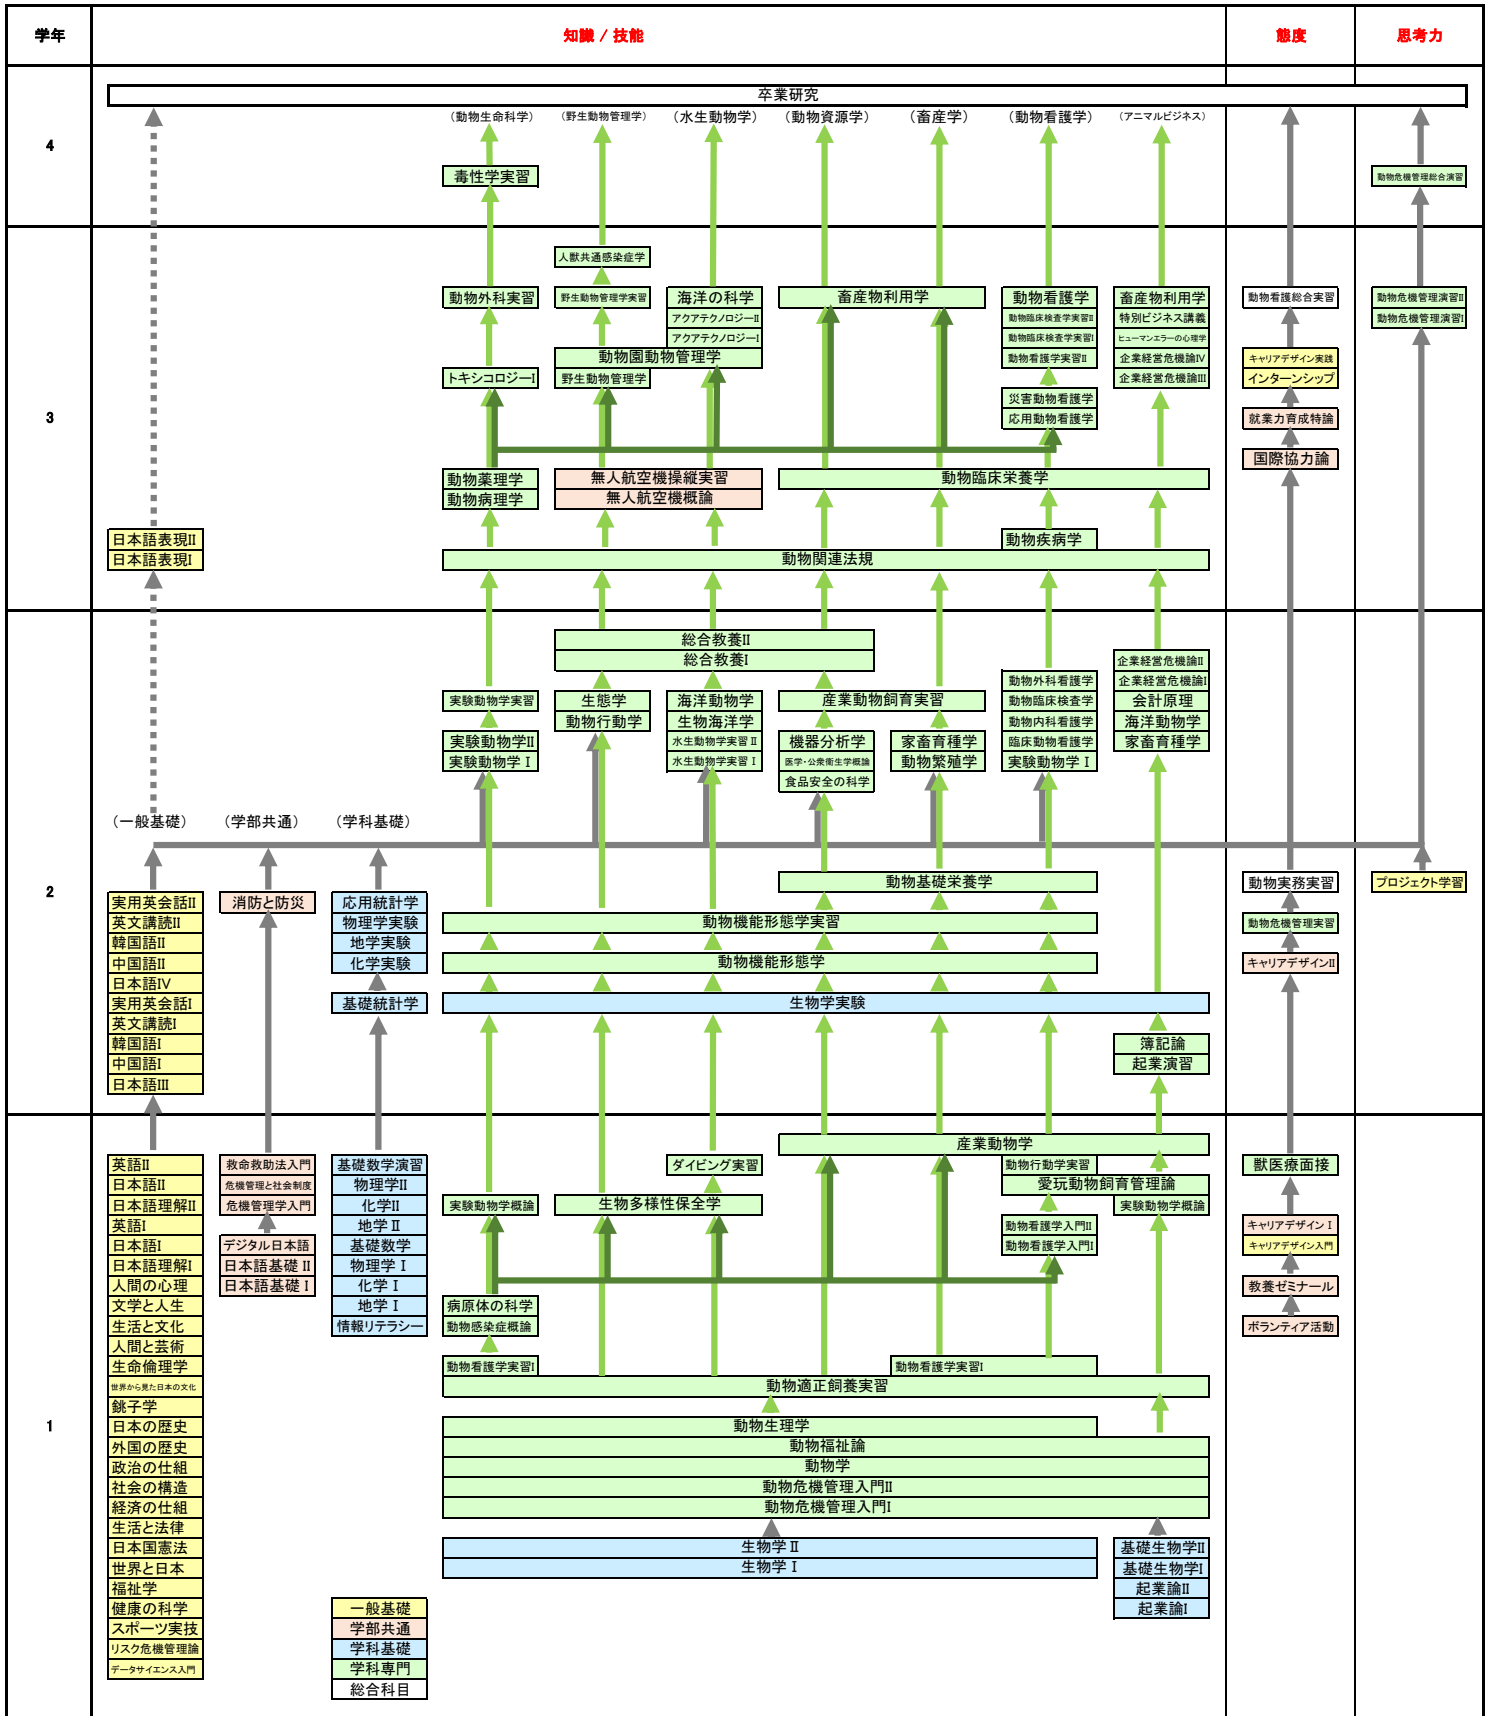 学年
知識 / 技能
態度
思考力
4
卒業研究
(動物生命科学)
(野生動物管理学)
(水生動物学)
(動物資源学)
(畜産学)
(動物看護学)
(アニマルビジネス)
毒性学実習
動物危機管理総合演習
3
人獣共通感染症学
動物外科実習
野生動物管理学実習
海洋の科学
アクアテクノロジーII
アクアテクノロジーI
動物園動物管理学
トキシコロジーI
野生動物管理学
畜産物利用学
動物看護学
動物臨床検査学実習II
動物臨床検査学実習I
動物看護学実習II
災害動物看護学
応用動物看護学
畜産物利用学
特別ビジネス講義
ヒューマンエラーの心理学
企業経営危機論IV
企業経営危機論III
動物看護総合実習
キャリアデザイン実践
インターンシップ
就業力育成特論
国際協力論
動物危機管理演習II
動物危機管理演習I
動物薬理学
動物病理学
無人航空機操縦実習
無人航空機概論
動物臨床栄養学
日本語表現II
日本語表現I
動物疾病学
動物関連法規
2
総合教養II
総合教養I
実験動物学実習
実験動物学II
実験動物学 I
生態学
動物行動学
海洋動物学
生物海洋学
水生動物学実習 II
水生動物学実習 I
産業動物飼育実習
機器分析学
医学・公衆衛生学概論
食品安全の科学
家畜育種学
動物繁殖学
動物外科看護学
動物臨床検査学
動物内科看護学
臨床動物看護学
実験動物学 I
企業経営危機論II
企業経営危機論I
会計原理
海洋動物学
家畜育種学
(一般基礎)
(学部共通)
(学科基礎)
実用英会話II
英文講読II
韓国語II
中国語II
日本語IV
実用英会話I
英文講読I
韓国語I
中国語I
日本語III
消防と防災
応用統計学
物理学実験
地学実験
化学実験
基礎統計学
動物基礎栄養学
動物機能形態学実習
動物機能形態学
生物学実験
簿記論
起業演習
動物実務実習
動物危機管理実習
キャリアデザインII
プロジェクト学習
1
英語II
日本語II
日本語理解II
英語I
日本語I
日本語理解I
人間の心理
文学と人生
生活と文化
人間と芸術
生命倫理学
世界から見た日本の文化
銚子学
日本の歴史
外国の歴史
政治の仕組
社会の構造
経済の仕組
生活と法律
日本国憲法
世界と日本
福祉学
健康の科学
スポーツ実技
リスク危機管理論
データサイエンス入門
救命救助法入門
危機管理と社会制度
危機管理学入門
デジタル日本語
日本語基礎 II
日本語基礎 I
基礎数学演習
物理学II
化学II
地学 II
基礎数学
物理学 I
化学 I
地学 I
情報リテラシー
産業動物学
ダイビング実習
動物行動学実習
愛玩動物飼育管理論
実験動物学概論
生物多様性保全学
実験動物学概論
動物看護学入門II
動物看護学入門I
病原体の科学
動物感染症概論
動物看護学実習I
動物看護学実習I
動物適正飼養実習
動物生理学
動物福祉論
動物学
動物危機管理入門II
動物危機管理入門I
生物学 II
生物学 I
基礎生物学II
基礎生物学I
起業論II
起業論I
獣医療面接
キャリアデザイン I
キャリアデザイン入門
教養ゼミナール
ボランティア活動
一般基礎
学部共通
学科基礎
学科専門
総合科目